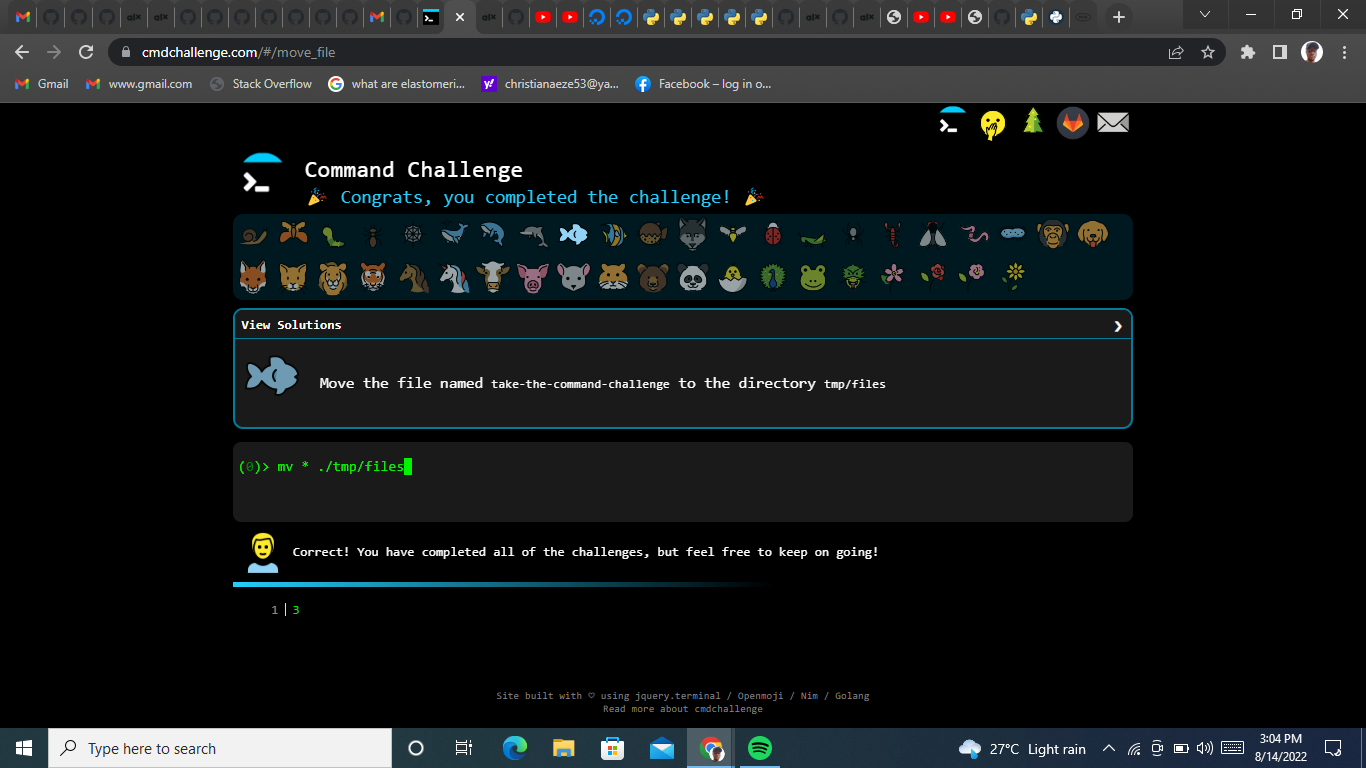 cmdchallenge.com/#/move_file
Gmail
www.gmail.com
Stack Overflow
what are elastomeri...
christianaeze53@ya...
Facebook – log in o...
Command Challenge
🎉 Congrats, you completed the challenge! 🎉
View Solutions
Move the file named take-the-command-challenge to the directory tmp/files
(0)> mv * ./tmp/files
Correct! You have completed all of the challenges, but feel free to keep on going!
1 | 3
Site built with ♡ using jquery.terminal / Openmoji / Nim / Golang
Read more about cmdchallenge
Type here to search
27°C Light rain
3:04 PM
8/14/2022